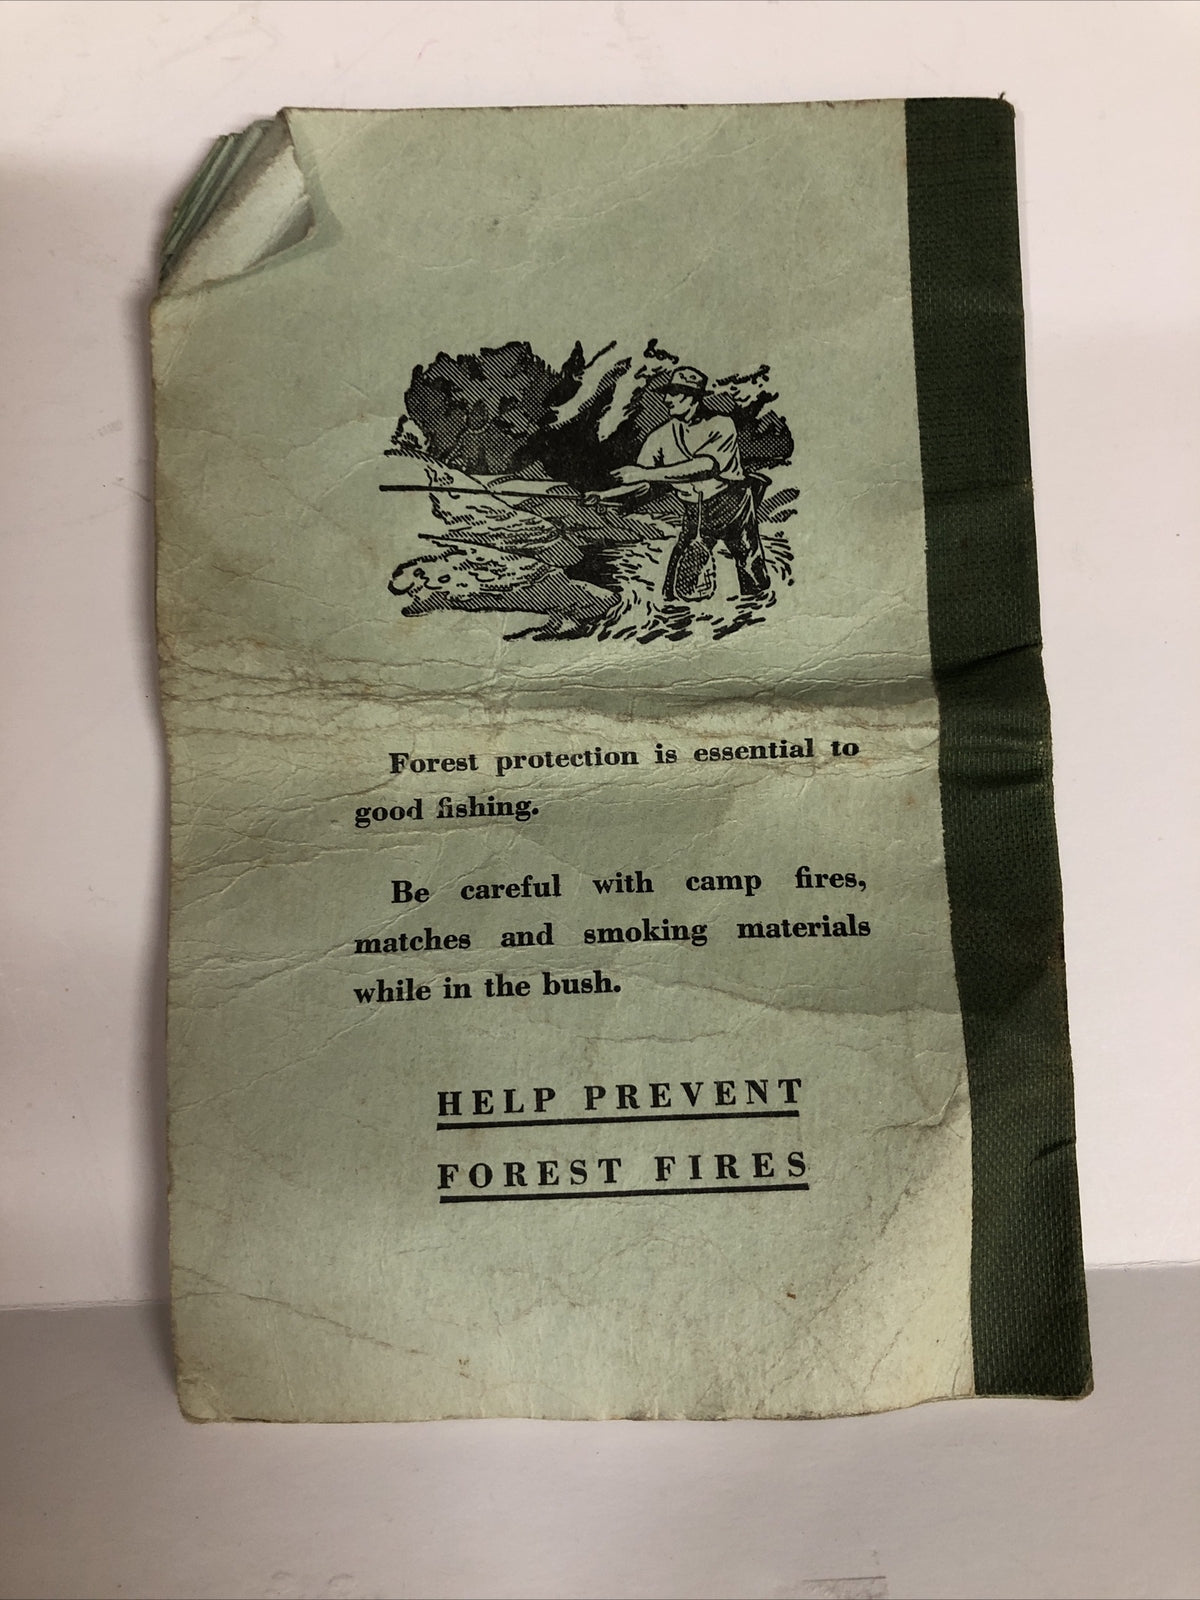 Forest protection is essential to
good fishing.
Be careful with camp fires,
matches and smoking materials
while in the bush.
HELP PREVENT
FOREST FIRES